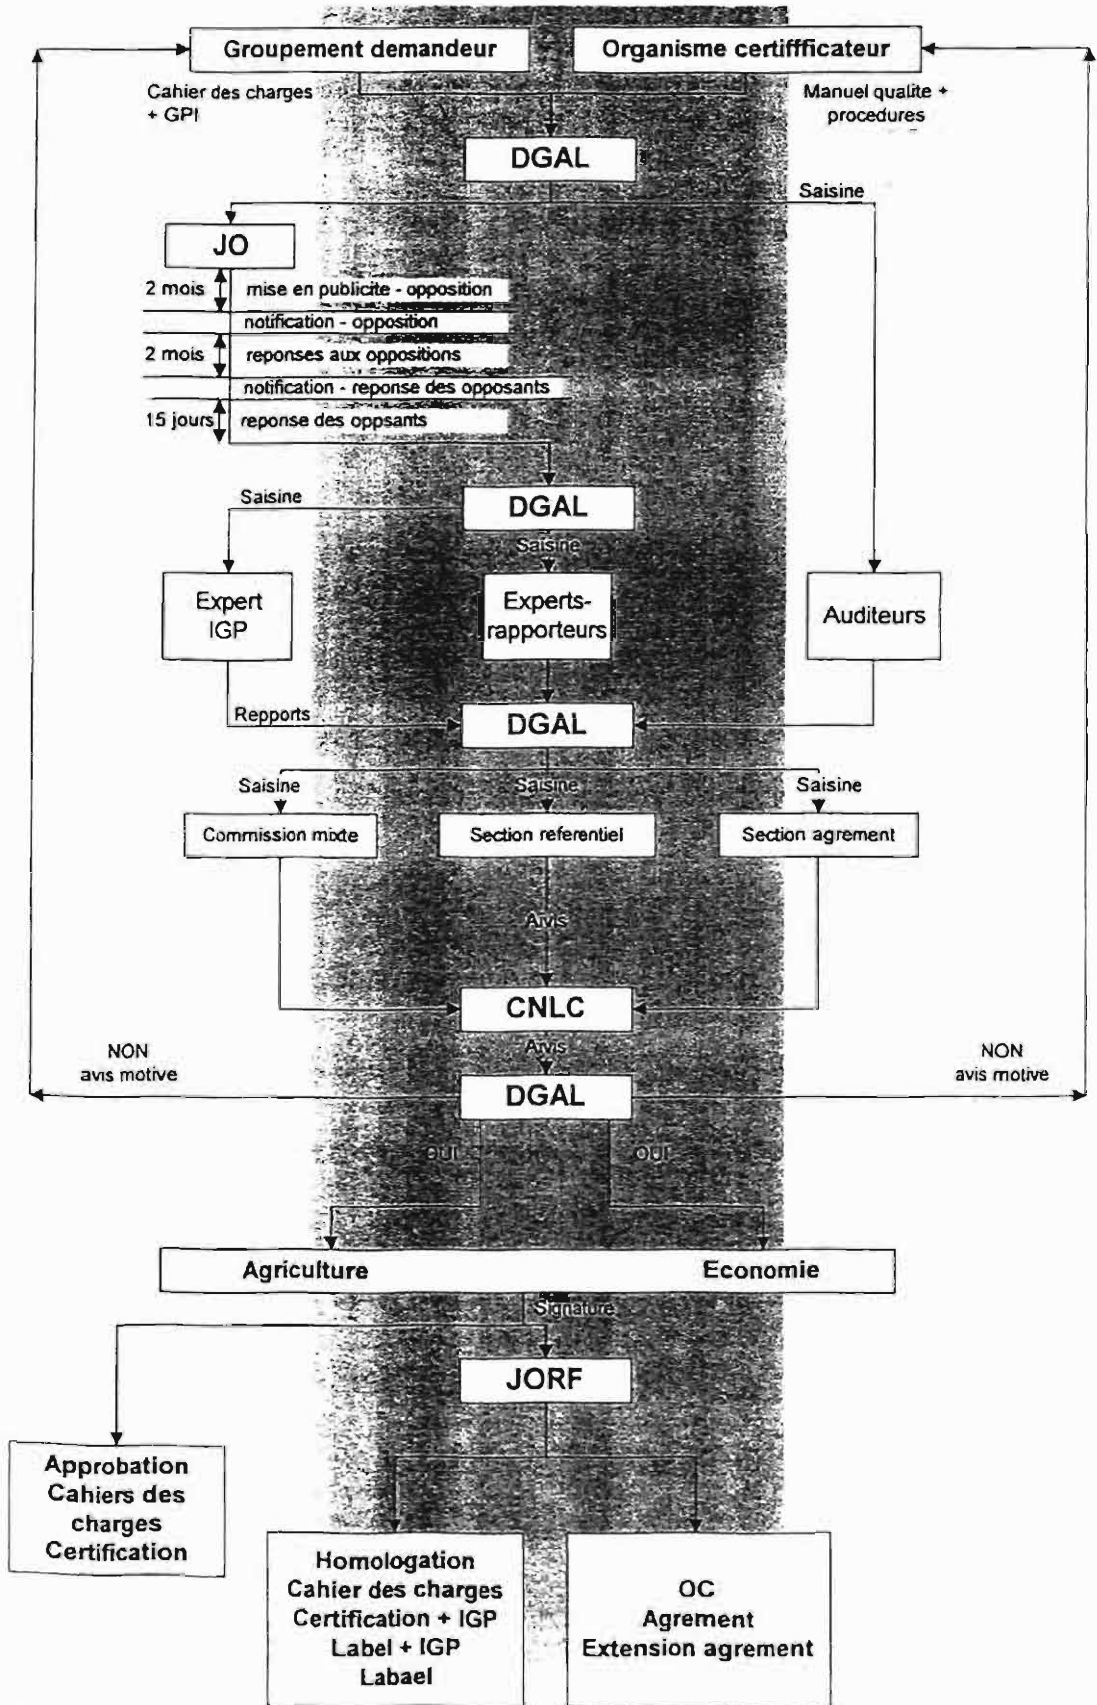 Groupement demandeur
Organisme certiffficateur
Cahier des charges
+ GPI
Manuel qualite +
procedures
DGAL
Saisine
JO
2 mois
mise en publicite - opposition
notification - opposition
2 mois
reponses aux oppositions
notification - reponse des opposants
15 jours
reponse des oppsants
Saisine
DGAL
Saisine
Expert
IGP
Experts-
rapporteurs
Auditeurs
Repports
DGAL
Saisine
Saisine
Saisine
Commission mixte
Section referentiel
Section agrement
Aivis
CNLC
Aivis
NON
avis motive
NON
avis motive
DGAL
OUI
OUI
Agriculture
Economie
Signature
JORF
Approbation
Cahiers des
charges
Certification
Homologation
Cahier des charges
Certification + IGP
Label + IGP
Labael
OC
Agrement
Extension agrement